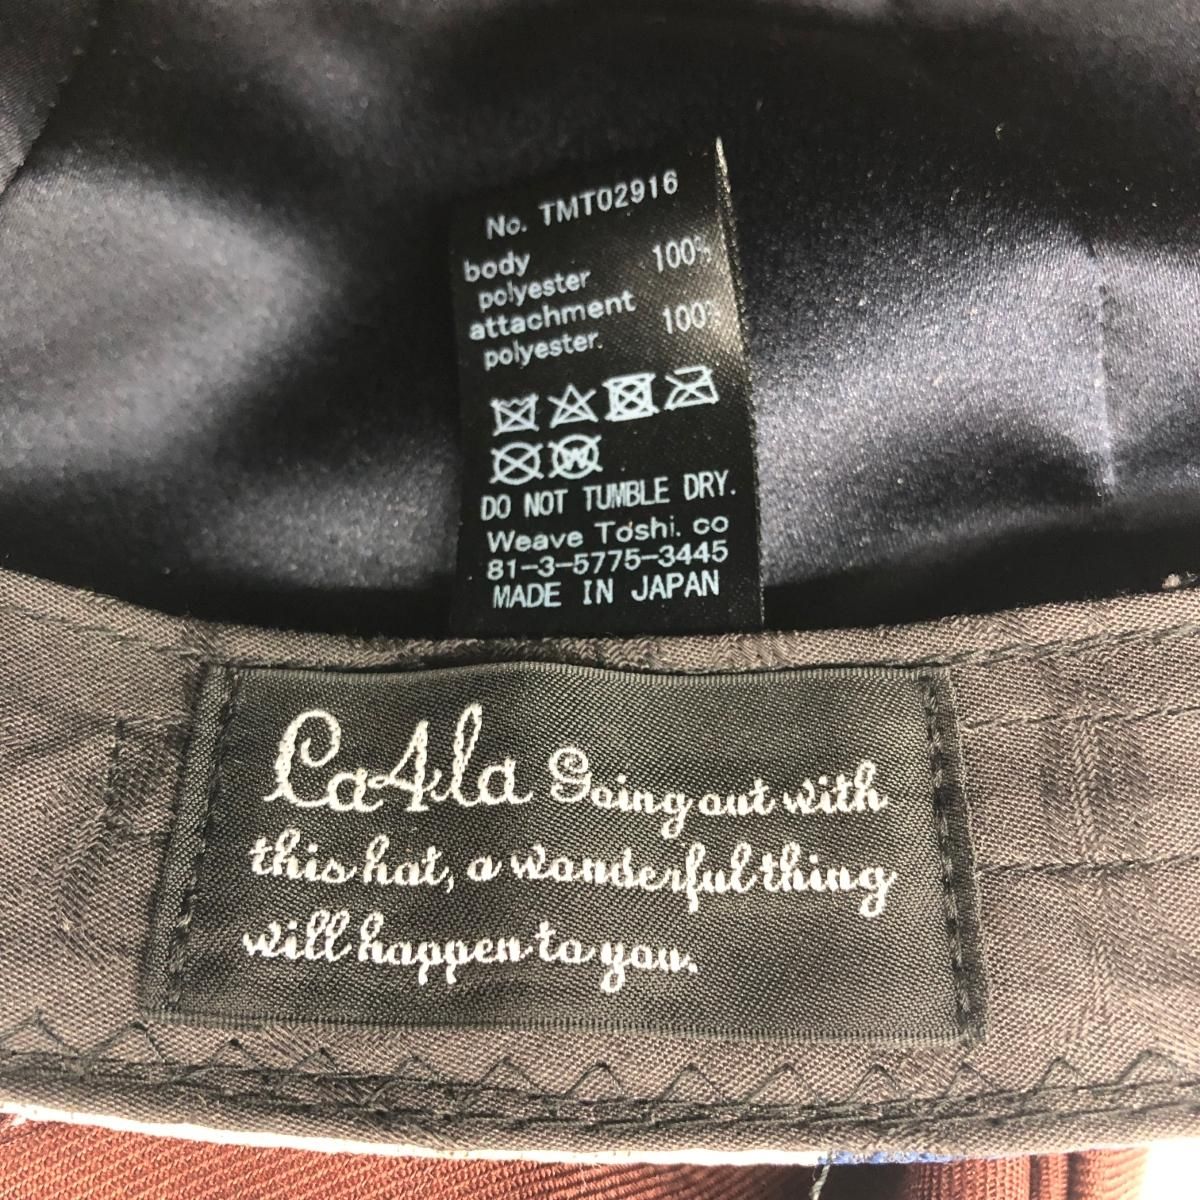 No. TMT02916
body 100%
polyester
attachment 100%
polyester.
W
DO NOT TUMBLE DRY.
Weave Toshi. co
81-3-5775-3445
MADE IN JAPAN
Ca4la Going out with
this hat, a wonderful thing
will happen to you.